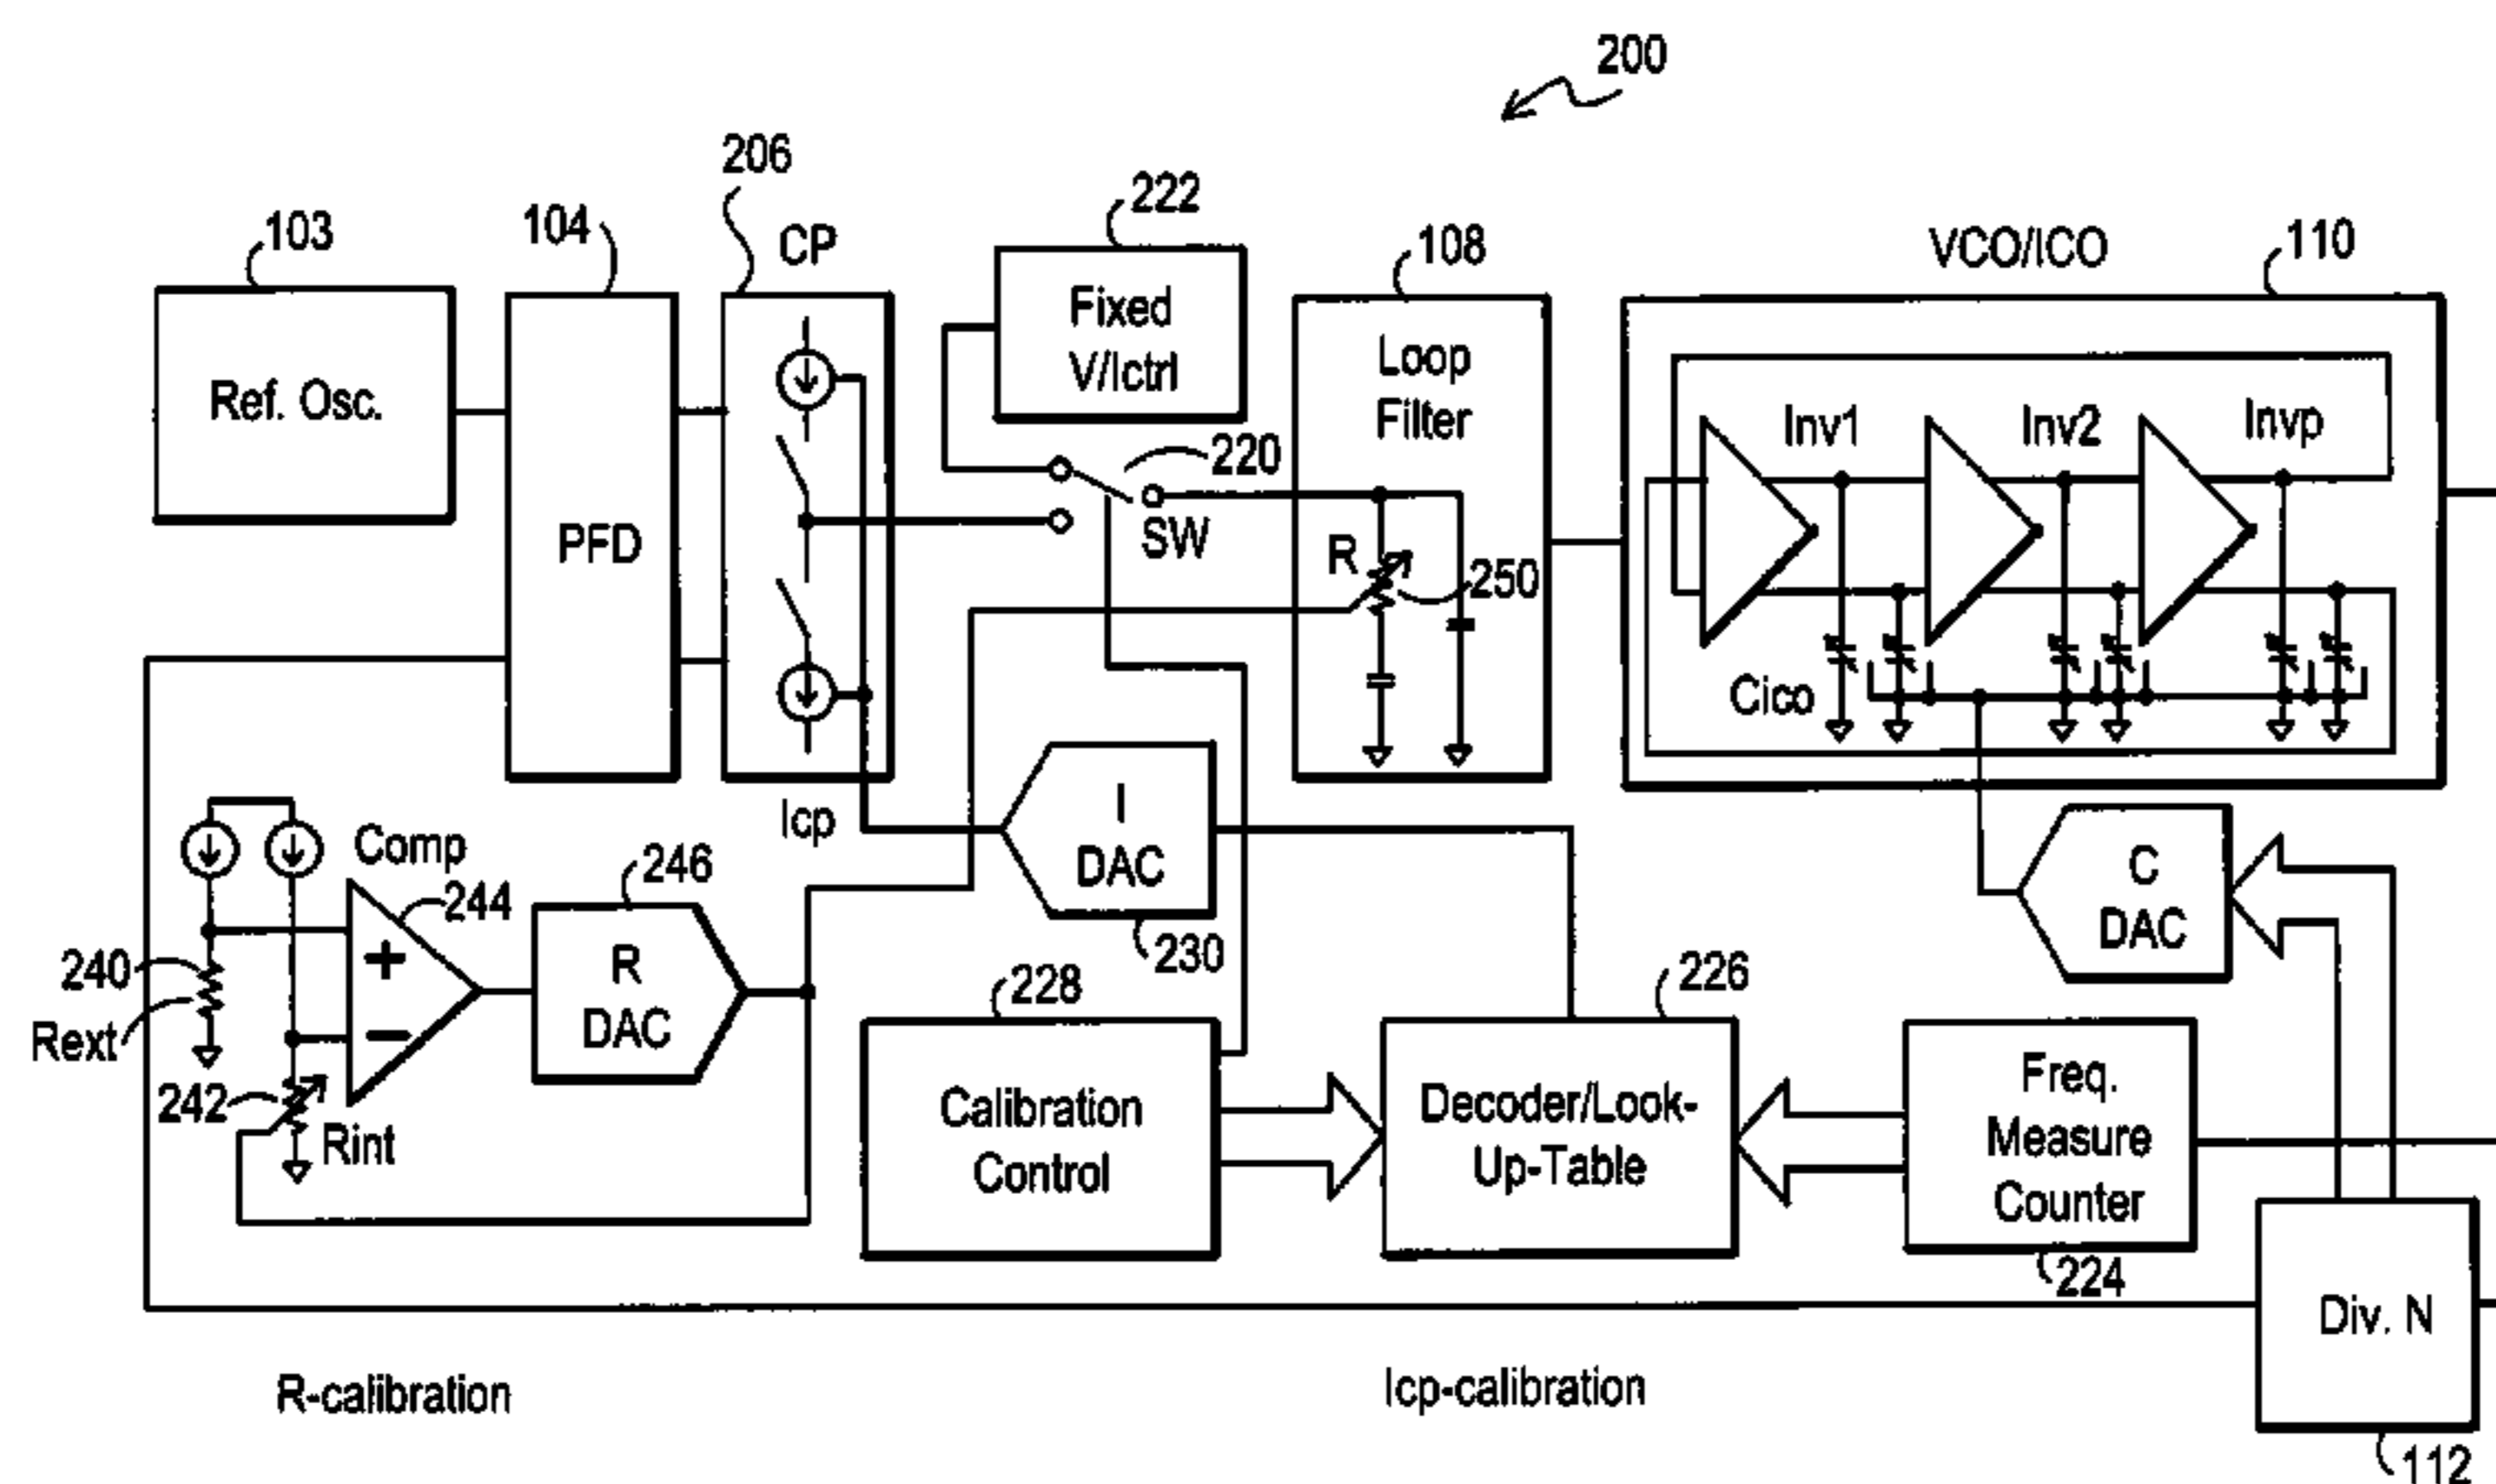 200
206
CP
222
103
104
108
VCO/ICO
110
Ref. Osc.
PFD
Fixed
V/Ictrl
Loop
Filter
Inv1
Inv2
Invp
220
SW
R
250
Cico
Icp
I
DAC
230
C
DAC
Comp
244
246
R
DAC
240
Rext
242
Rint
228
Calibration
Control
226
Decoder/Look-
Up-Table
Freq.
Measure
Counter
224
Div. N
112
R-calibration
Icp-calibration
+
−